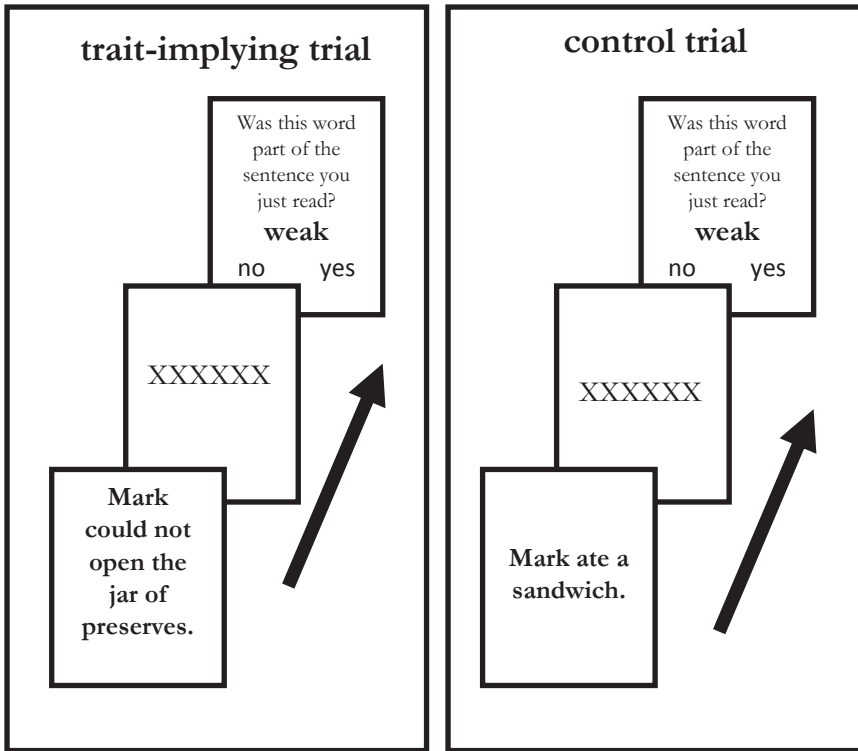 trait-implying trial
Was this word
part of the
sentence you
just read?
weak
no yes
XXXXXX
Mark
could not
open the
jar of
preserves.
control trial
Was this word
part of the
sentence you
just read?
weak
no yes
XXXXXX
Mark ate a
sandwich.